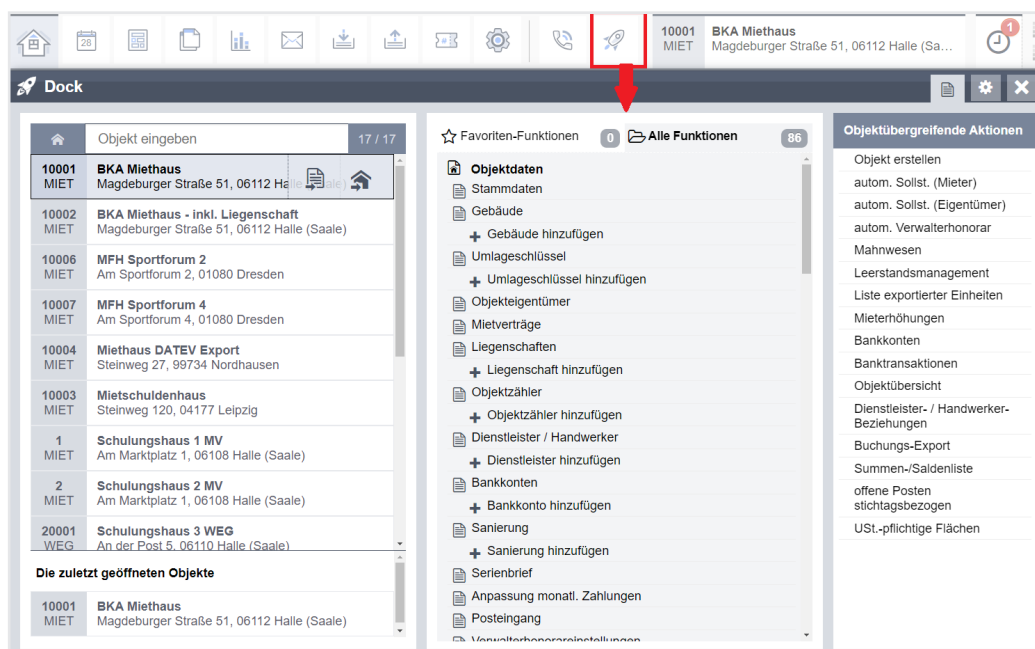 28
10001
MIET
BKA Miethaus
Magdeburger Straße 51, 06112 Halle (Sa...
1
Dock
Objekt eingeben
17 / 17
10001
MIET
BKA Miethaus
Magdeburger Straße 51, 06112 Halle (Saale)
10002
MIET
BKA Miethaus - inkl. Liegenschaft
Magdeburger Straße 51, 06112 Halle (Saale)
10006
MIET
MFH Sportforum 2
Am Sportforum 2, 01080 Dresden
10007
MIET
MFH Sportforum 4
Am Sportforum 4, 01080 Dresden
10004
MIET
Miethaus DATEV Export
Steinweg 27, 99734 Nordhausen
10003
MIET
Mietschuldenhaus
Steinweg 120, 04177 Leipzig
1
MIET
Schulungshaus 1 MV
Am Marktplatz 1, 06108 Halle (Saale)
2
MIET
Schulungshaus 2 MV
Am Marktplatz 1, 06108 Halle (Saale)
20001
WEG
Schulungshaus 3 WEG
An der Post 5, 06110 Halle (Saale)
Die zuletzt geöffneten Objekte
10001
MIET
BKA Miethaus
Magdeburger Straße 51, 06112 Halle (Saale)
Favoriten-Funktionen 0
Alle Funktionen 86
Objektdaten
Stammdaten
Gebäude
Gebäude hinzufügen
Umlageschlüssel
Umlageschlüssel hinzufügen
Objekteigentümer
Mietverträge
Liegenschaften
Liegenschaft hinzufügen
Objektzähler
Objektzähler hinzufügen
Dienstleister / Handwerker
Dienstleister hinzufügen
Bankkonten
Bankkonto hinzufügen
Sanierung
Sanierung hinzufügen
Serienbrief
Anpassung monatl. Zahlungen
Posteingang
Verwalterhonorareinstellungen
Objektübergreifende Aktionen
Objekt erstellen
autom. Sollst. (Mieter)
autom. Sollst. (Eigentümer)
autom. Verwalterhonorar
Mahnwesen
Leerstandsmanagement
Liste exportierter Einheiten
Mieterhöhungen
Bankkonten
Banktransaktionen
Objektübersicht
Dienstleister- / Handwerker-
Beziehungen
Buchungs-Export
Summen-/Saldenliste
offene Posten
stichtagsbezogen
USt.-pflichtige Flächen